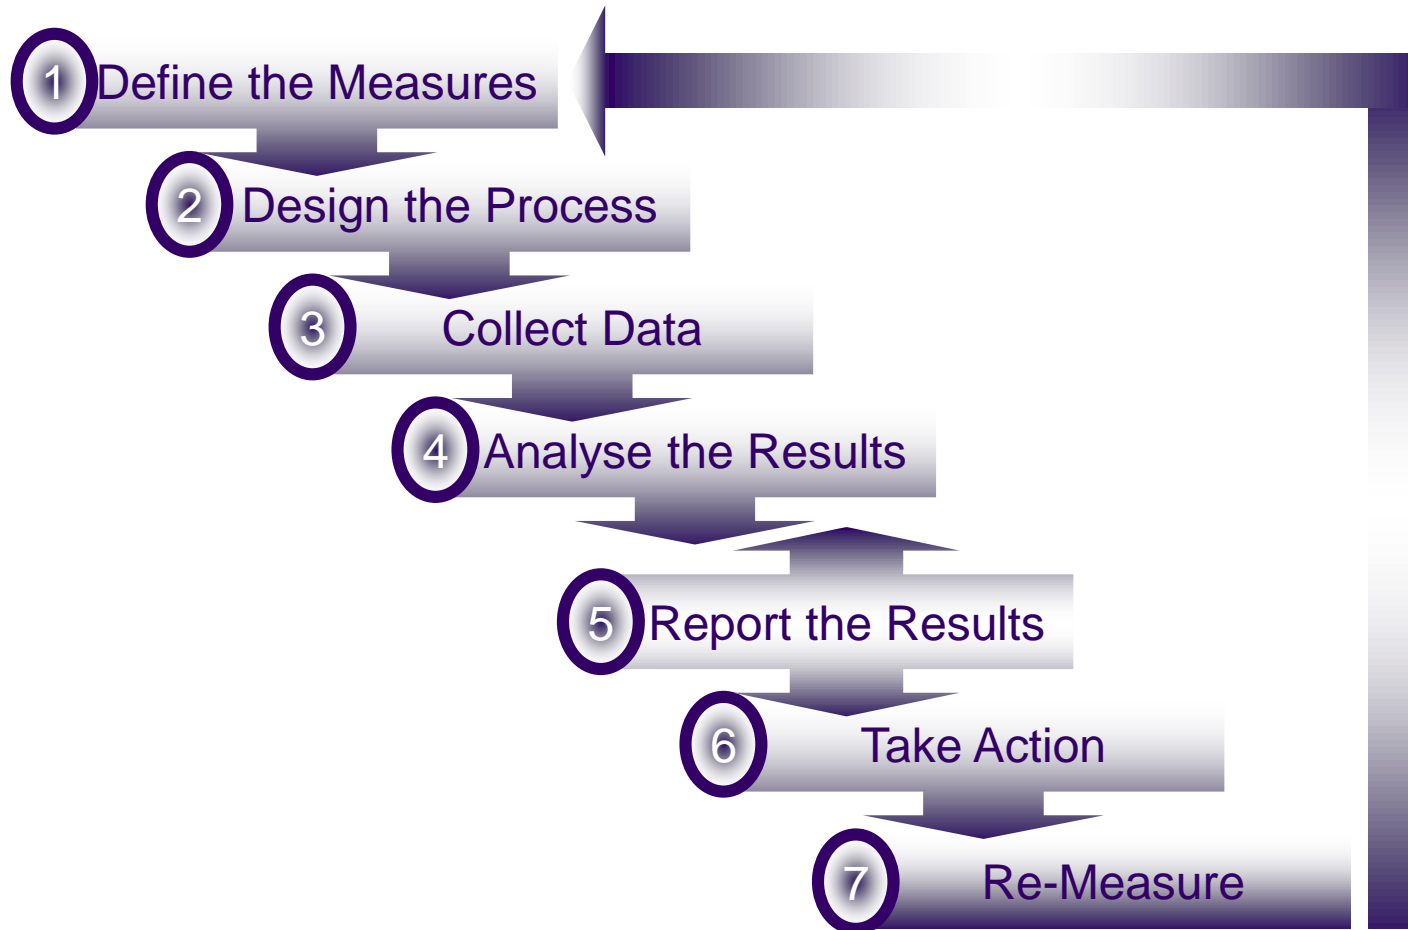 1 Define the Measures
2 Design the Process
3 Collect Data
4 Analyse the Results
5 Report the Results
6 Take Action
7 Re-Measure